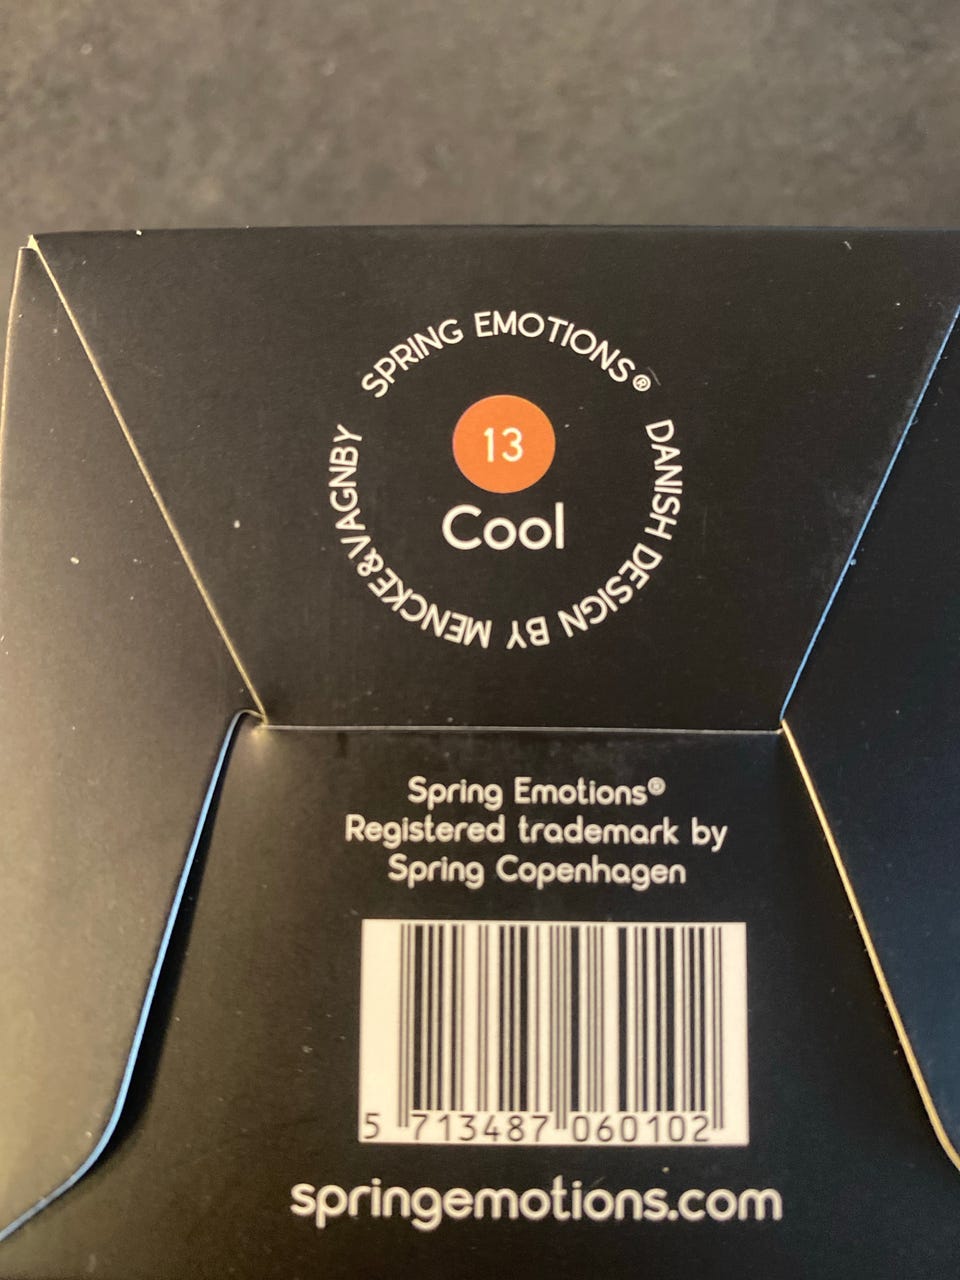 SPRING EMOTIONS®
DANISH DESIGN BY MENCKE&VAGNBY
13
Cool
Spring Emotions®
Registered trademark by
Spring Copenhagen
5 713487 060102
springemotions.com